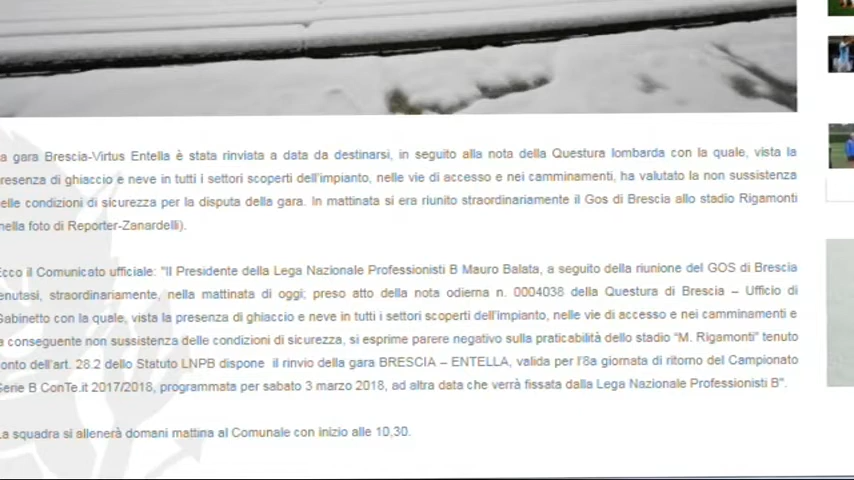 a gara Brescia-Virtus Entella è stata rinviata a data da destinarsi, in seguito alla nota della Questura lombarda con la quale, vista la
resenza di ghiaccio e neve in tutti i settori scoperti dell'impianto, nelle vie di accesso e nei camminamenti, ha valutato la non sussistenza
elle condizioni di sicurezza per la disputa della gara. In mattinata si era riunito straordinariamente il Gos di Brescia allo stadio Rigamonti
nella foto di Reporter-Zanardelli).
Ecco il Comunicato ufficiale: "Il Presidente della Lega Nazionale Professionisti B Mauro Balata, a seguito della riunione del GOS di Brescia
enutasi, straordinariamente, nella mattinata di oggi; preso atto della nota odierna n. 0004038 della Questura di Brescia – Ufficio di
Gabinetto con la quale, vista la presenza di ghiaccio e neve in tutti i settori scoperti dell'impianto, nelle vie di accesso e nei camminamenti e
a conseguente non sussistenza delle condizioni di sicurezza, si esprime parere negativo sulla praticabilità dello stadio "M. Rigamonti" tenuto
onto dell'art. 28.2 dello Statuto LNPB dispone il rinvio della gara BRESCIA – ENTELLA, valida per l'8a giornata di ritorno del Campionato
Serie B ConTe.it 2017/2018, programmata per sabato 3 marzo 2018, ad altra data che verrà fissata dalla Lega Nazionale Professionisti B".
La squadra si allenerà domani mattina al Comunale con inizio alle 10,30.